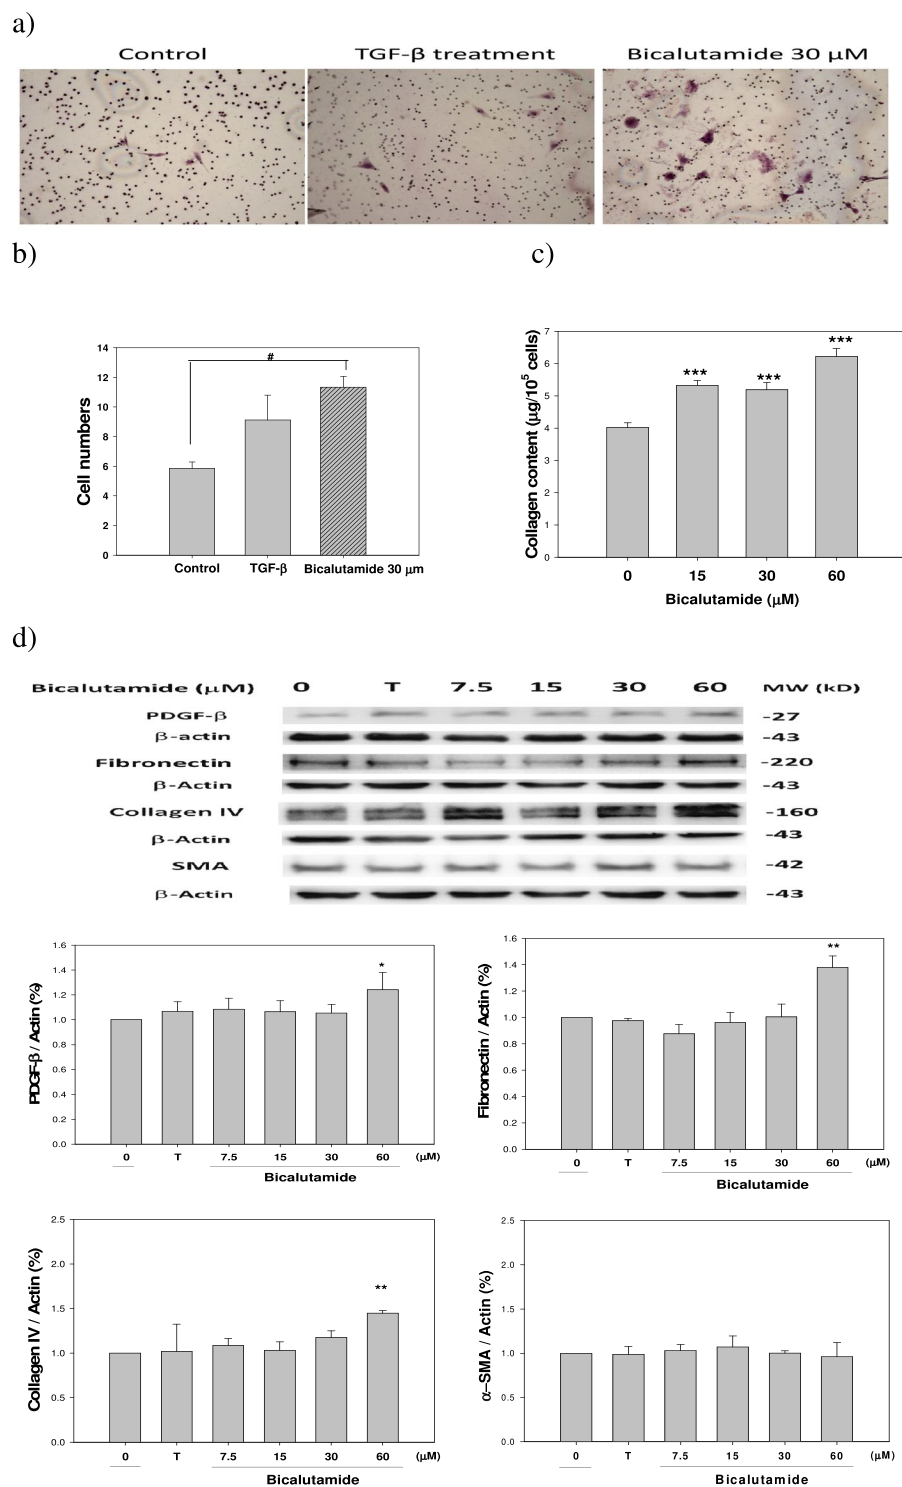 a)
Control TGF-β treatment Bicalutamide 30 μM
b)
14
12
10
8
6
4
2
0
Cell numbers
#
Control TGF-β Bicalutamide 30 μm
c)
7
6
5
4
3
2
1
0
Collagen content (μg/10⁵ cells)
*** *** ***
0 15 30 60
Bicalutamide (μM)
d)
Bicalutamide (μM) 0 T 7.5 15 30 60 MW (kD)
PDGF-β -27
β-actin -43
Fibronectin -220
β-Actin -43
Collagen IV -160
β-Actin -43
SMA -42
β-Actin -43
1.6
1.4
1.2
1.0
0.8
0.6
0.4
0.2
0.0
PDGF-β / Actin (%)
*
0 T 7.5 15 30 60 (μM)
Bicalutamide
1.6
1.4
1.2
1.0
0.8
0.6
0.4
0.2
0.0
Fibronectin / Actin (%)
**
0 T 7.5 15 30 60 (μM)
Bicalutamide
2.5
2.0
1.5
1.0
0.5
0.0
Collagen IV / Actin (%)
**
0 T 7.5 15 30 60 (μM)
Bicalutamide
2.5
2.0
1.5
1.0
0.5
0.0
α–SMA / Actin (%)
0 T 7.5 15 30 60 (μM)
Bicalutamide